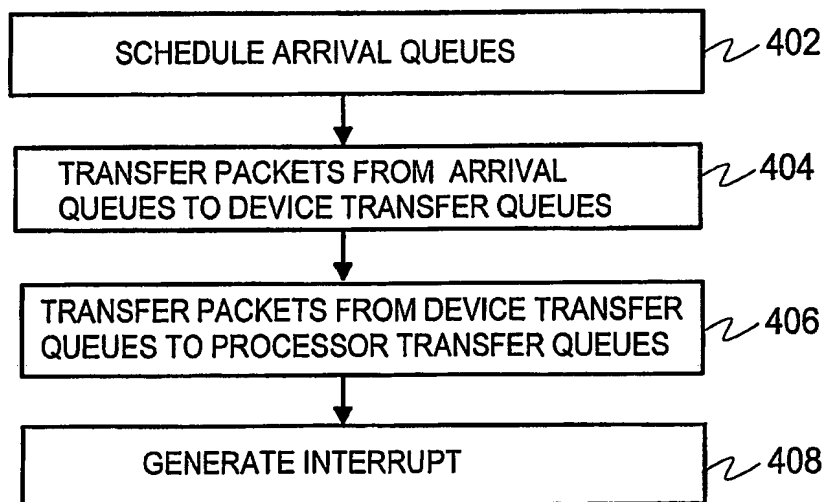 SCHEDULE ARRIVAL QUEUES
402
TRANSFER PACKETS FROM ARRIVAL
QUEUES TO DEVICE TRANSFER QUEUES
404
TRANSFER PACKETS FROM DEVICE TRANSFER
QUEUES TO PROCESSOR TRANSFER QUEUES
406
GENERATE INTERRUPT
408